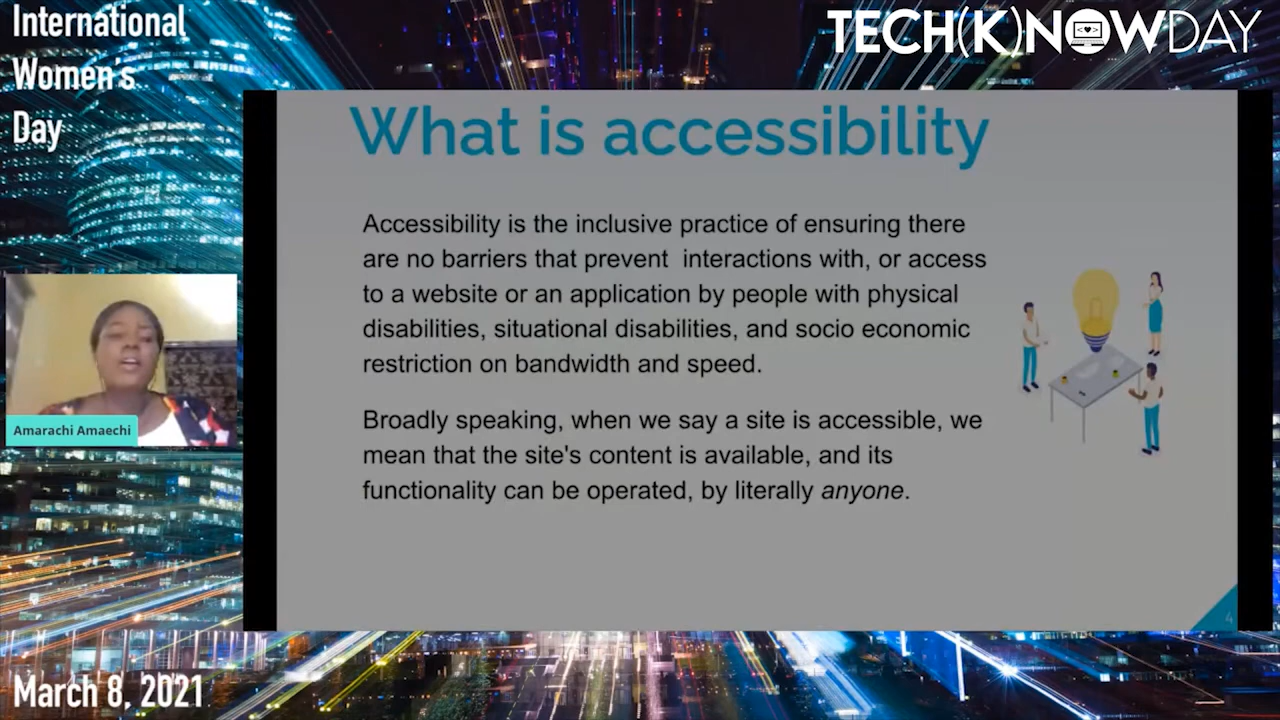 International
Women's
Day
TECH(K)NOWDAY
What is accessibility
Accessibility is the inclusive practice of ensuring there
are no barriers that prevent  interactions with, or access
to a website or an application by people with physical
disabilities, situational disabilities, and socio economic
restriction on bandwidth and speed.
Broadly speaking, when we say a site is accessible, we
mean that the site's content is available, and its
functionality can be operated, by literally anyone.
4
Amarachi Amaechi
March 8, 2021